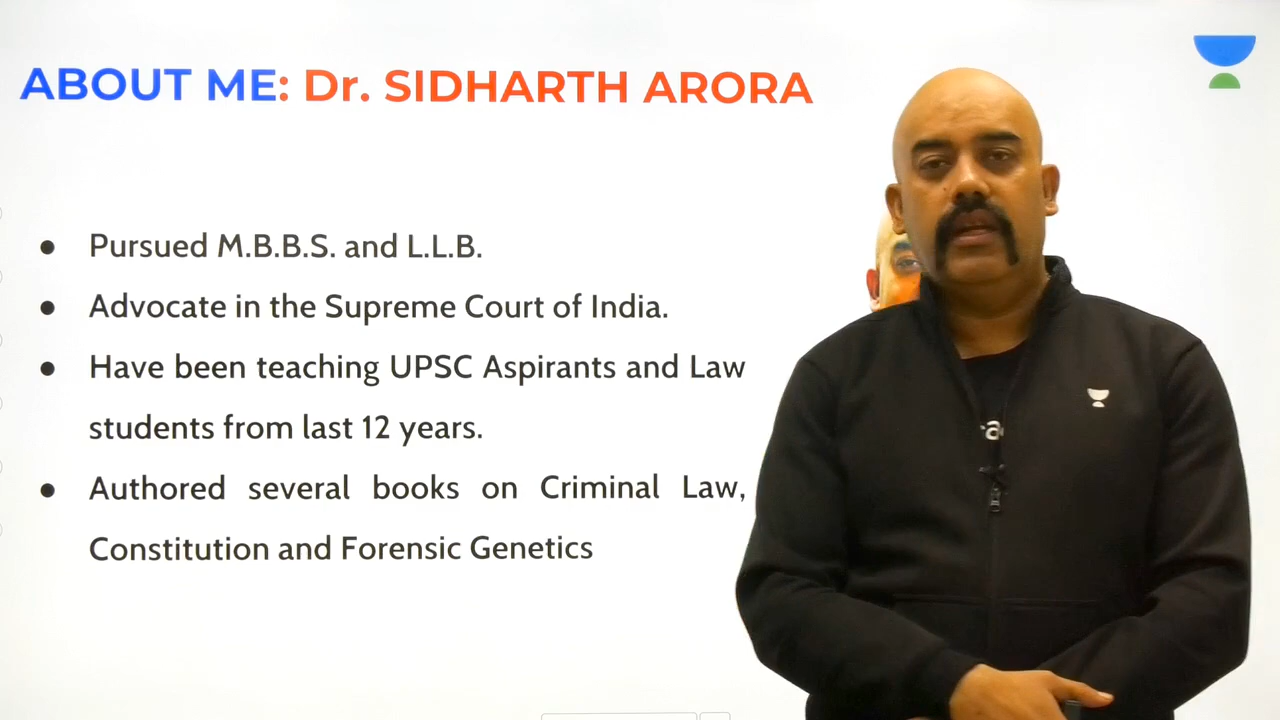 ABOUT ME: Dr. SIDHARTH ARORA
● Pursued M.B.B.S. and L.L.B.
● Advocate in the Supreme Court of India.
● Have been teaching UPSC Aspirants and Law
students from last 12 years.
● Authored several books on Criminal Law,
Constitution and Forensic Genetics